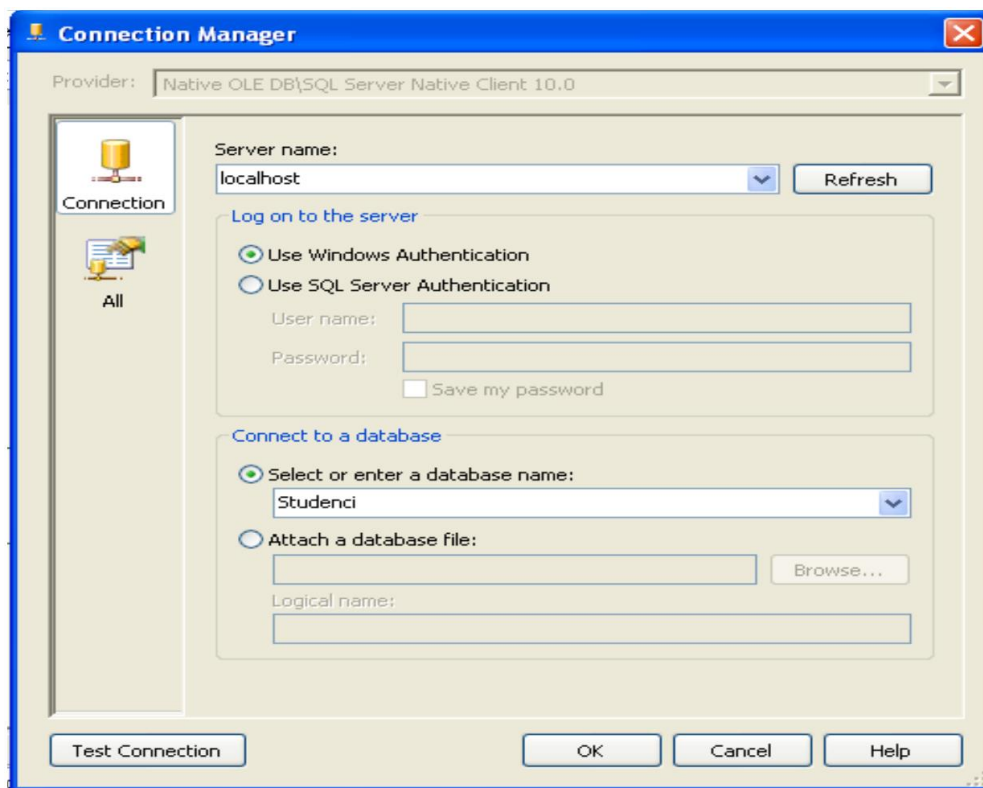 Connection Manager
Provider: Native OLE DB\SQL Server Native Client 10.0
Connection
All
Server name:
localhost
Refresh
Log on to the server
Use Windows Authentication
Use SQL Server Authentication
User name:
Password:
Save my password
Connect to a database
Select or enter a database name:
Studenci
Attach a database file:
Browse...
Logical name:
Test Connection
OK
Cancel
Help